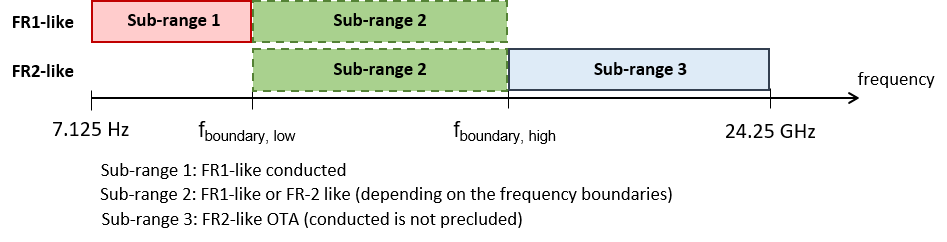 FR1-like Sub-range 1 Sub-range 2
FR2-like Sub-range 2 Sub-range 3
frequency
7.125 Hz fboundary, low fboundary, high 24.25 GHz
Sub-range 1: FR1-like conducted
Sub-range 2: FR1-like or FR-2 like (depending on the frequency boundaries)
Sub-range 3: FR2-like OTA (conducted is not precluded)